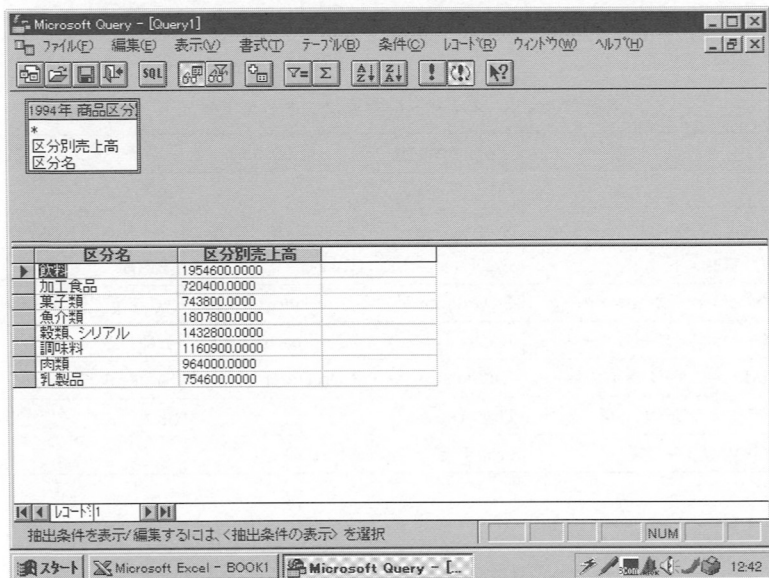 Microsoft Query - [Query1]
ファイル(F) 編集(E) 表示(V) 書式(T) テーブル(B) 条件(C) レコード(R) ウィンドウ(W) ヘルプ(H)
SQL
1994年 商品区分
*
区分別売上高
区分名
区分名 区分別売上高
飲料 1954600.0000
加工食品 720400.0000
菓子類 743800.0000
魚介類 1807800.0000
穀類、シリアル 1432800.0000
調味料 1160900.0000
肉類 964000.0000
乳製品 754600.0000
レコード: 1
抽出条件を表示/編集するには、<抽出条件の表示> を選択 NUM
スタート Microsoft Excel - BOOK1 Microsoft Query - [... 12:42